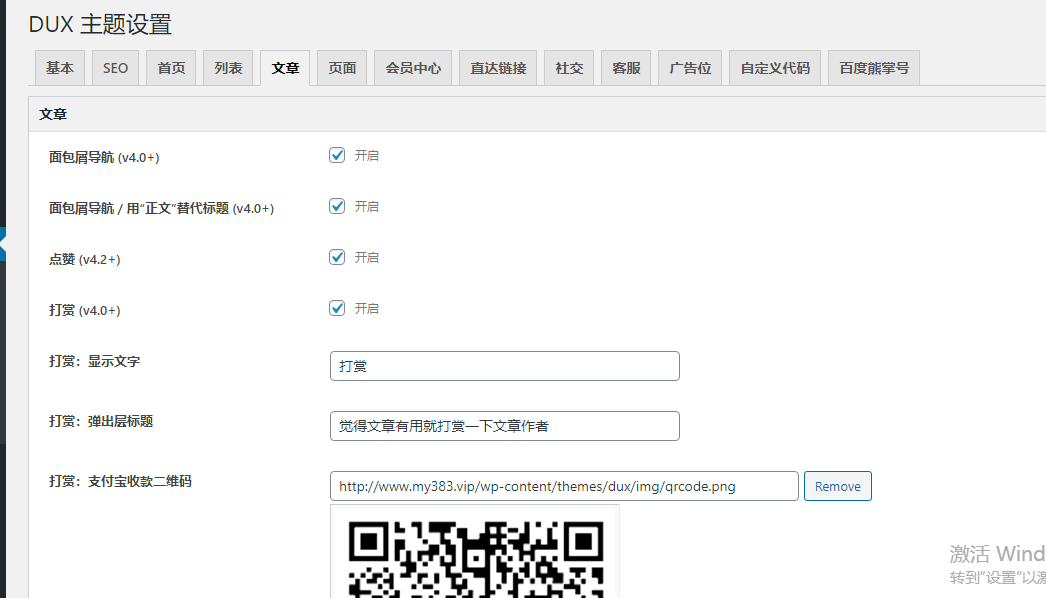 DUX 主题设置
基本 SEO 首页 列表 文章 页面 会员中心 直达链接 社交 客服 广告位 自定义代码 百度熊掌号
文章
面包屑导航 (v4.0+) 开启
面包屑导航 / 用“正文”替代标题 (v4.0+) 开启
点赞 (v4.2+) 开启
打赏 (v4.0+) 开启
打赏：显示文字 打赏
打赏：弹出层标题 觉得文章有用就打赏一下文章作者
打赏：支付宝收款二维码 http://www.my383.vip/wp-content/themes/dux/img/qrcode.png Remove
激活 Wind
转到“设置”以激